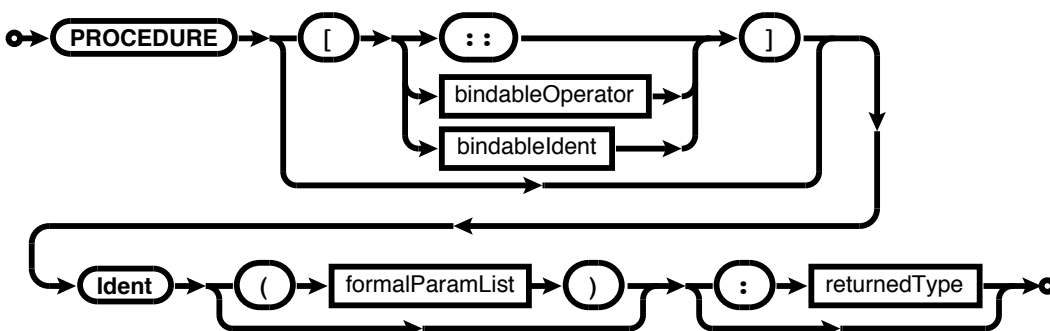 PROCEDURE [ :: ]
bindableOperator
bindableIdent
Ident ( formalParamList ) : returnedType